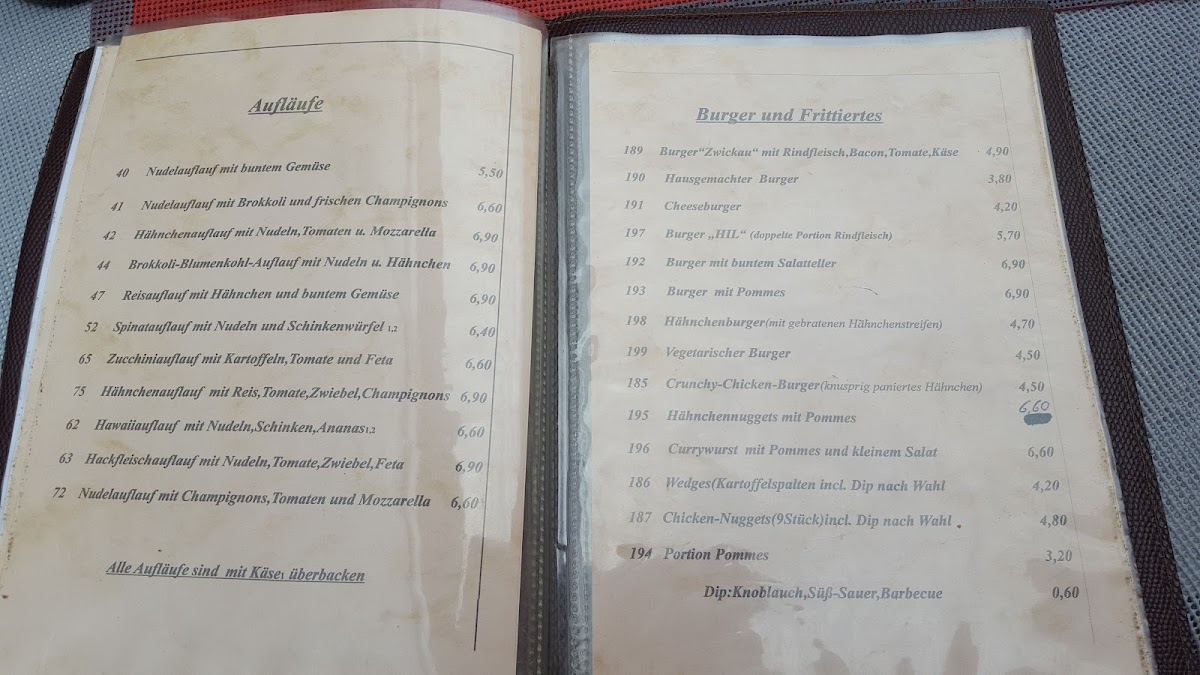 Aufläufe
40 Nudelauflauf mit buntem Gemüse 5,50
41 Nudelauflauf mit Brokkoli und frischen Champignons 6,60
42 Hähnchenauflauf mit Nudeln,Tomaten u. Mozzarella 6,90
44 Brokkoli-Blumenkohl-Auflauf mit Nudeln u. Hähnchen 6,90
47 Reisauflauf mit Hähnchen und buntem Gemüse 6,90
52 Spinatauflauf mit Nudeln und Schinkenwürfel 1,2 6,40
65 Zucchiniauflauf mit Kartoffeln,Tomate und Feta 6,60
75 Hähnchenauflauf mit Reis,Tomate,Zwiebel,Champignons 6,90
62 Hawaiiauflauf mit Nudeln,Schinken,Ananas1,2 6,60
63 Hackfleischauflauf mit Nudeln,Tomate,Zwiebel,Feta 6,90
72 Nudelauflauf mit Champignons,Tomaten und Mozzarella 6,60
Alle Aufläufe sind mit Käse1 überbacken
Burger und Frittiertes
189 Burger“Zwickau“ mit Rindfleisch,Bacon,Tomate,Käse 4,90
190 Hausgemachter Burger 3,80
191 Cheeseburger 4,20
197 Burger „HIL“ (doppelte Portion Rindfleisch) 5,70
192 Burger mit buntem Salatteller 6,90
193 Burger mit Pommes 6,90
198 Hähnchenburger(mit gebratenen Hähnchenstreifen) 4,70
199 Vegetarischer Burger 4,50
185 Crunchy-Chicken-Burger(knusprig paniertes Hähnchen) 4,50
195 Hähnchennuggets mit Pommes 6,60
196 Currywurst mit Pommes und kleinem Salat 6,60
186 Wedges(Kartoffelspalten incl. Dip nach Wahl 4,20
187 Chicken-Nuggets(9Stück)incl. Dip nach Wahl 4,80
194 Portion Pommes 3,20
Dip:Knoblauch,Süß-Sauer,Barbecue 0,60